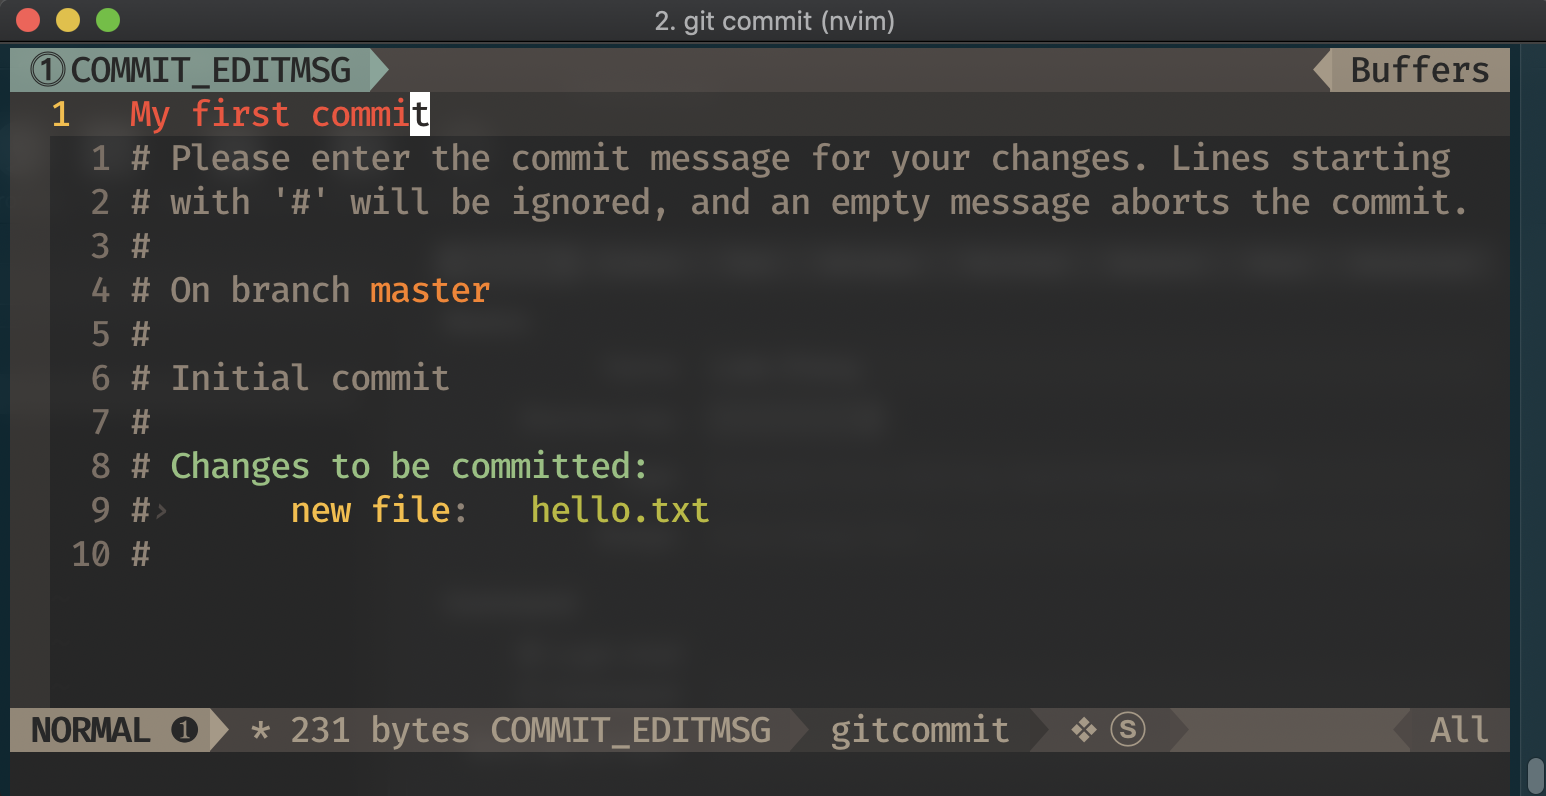 2. git commit (nvim)
①COMMIT_EDITMSG Buffers
1 My first commit
1 # Please enter the commit message for your changes. Lines starting
2 # with '#' will be ignored, and an empty message aborts the commit.
3 #
4 # On branch master
5 #
6 # Initial commit
7 #
8 # Changes to be committed:
9 #› new file: hello.txt
10 #
NORMAL ❶ * 231 bytes COMMIT_EDITMSG gitcommit ❖ Ⓢ All